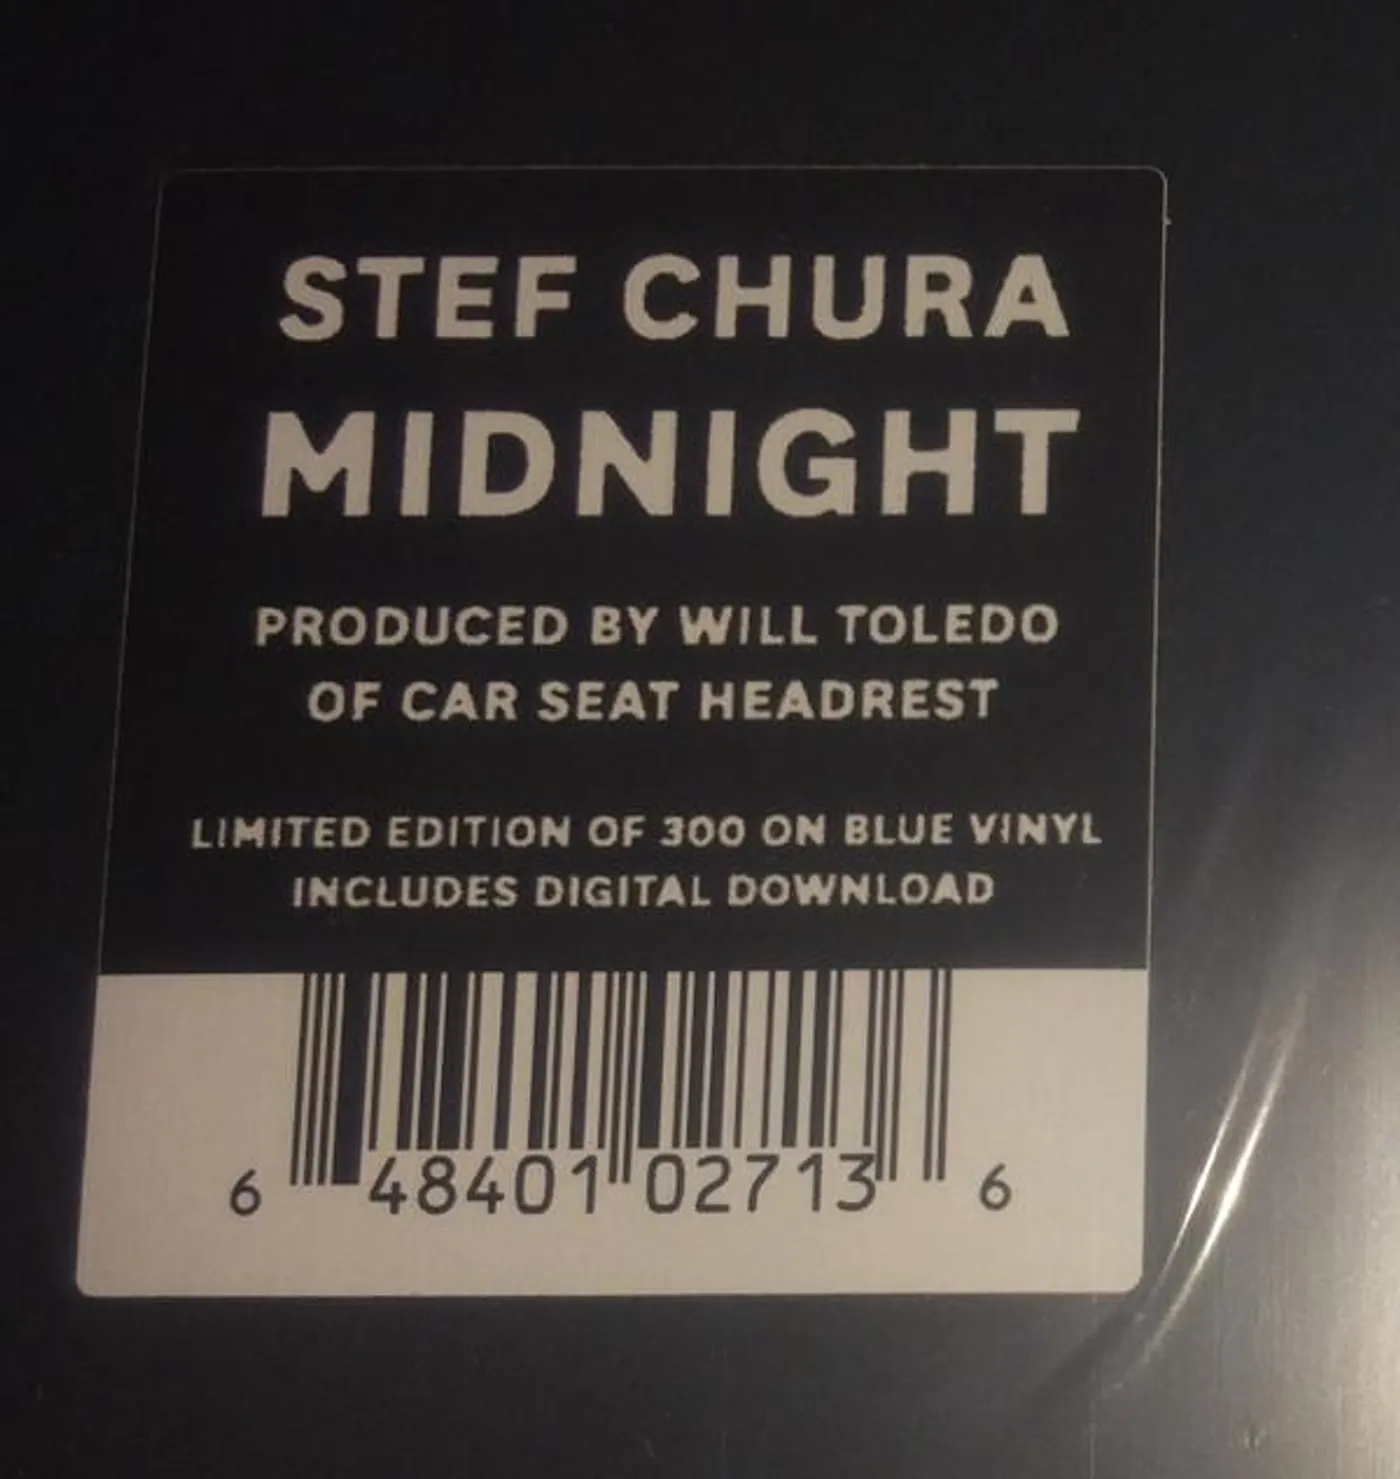 STEF CHURA
MIDNIGHT
PRODUCED BY WILL TOLEDO
OF CAR SEAT HEADREST
LIMITED EDITION OF 300 ON BLUE VINYL
INCLUDES DIGITAL DOWNLOAD
6 48401 02713 6